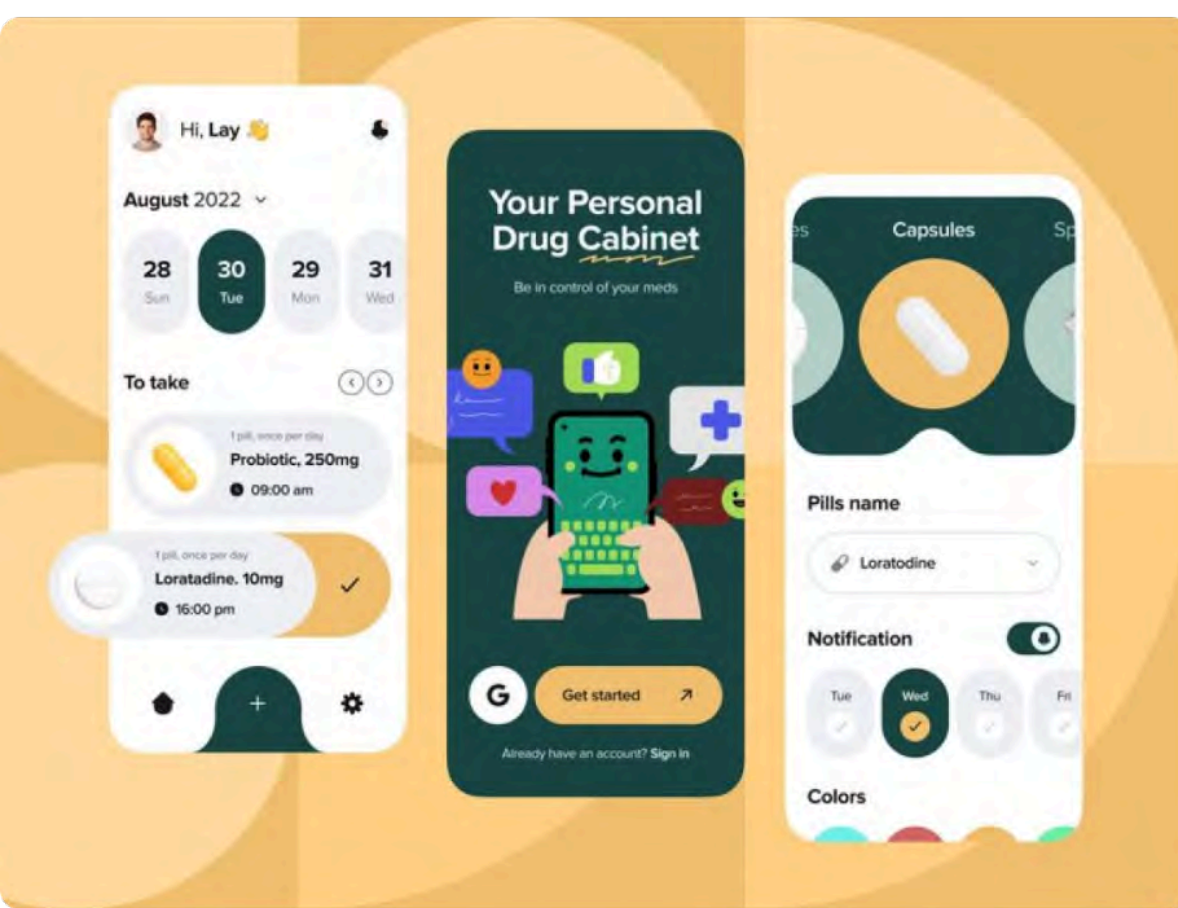 Hi, Lay 👋
August 2022
28 30 29 31
Sun Tue Mon Wed
To take
1 pill, once per day
Probiotic, 250mg
09:00 am
1 pill, once per day
Loratadine. 10mg
16:00 pm
+
Your Personal
Drug Cabinet
Be in control of your meds
G Get started
Already have an account? Sign in
es Capsules Sp
Pills name
Loratodine
Notification
Tue Wed Thu Fri
Colors